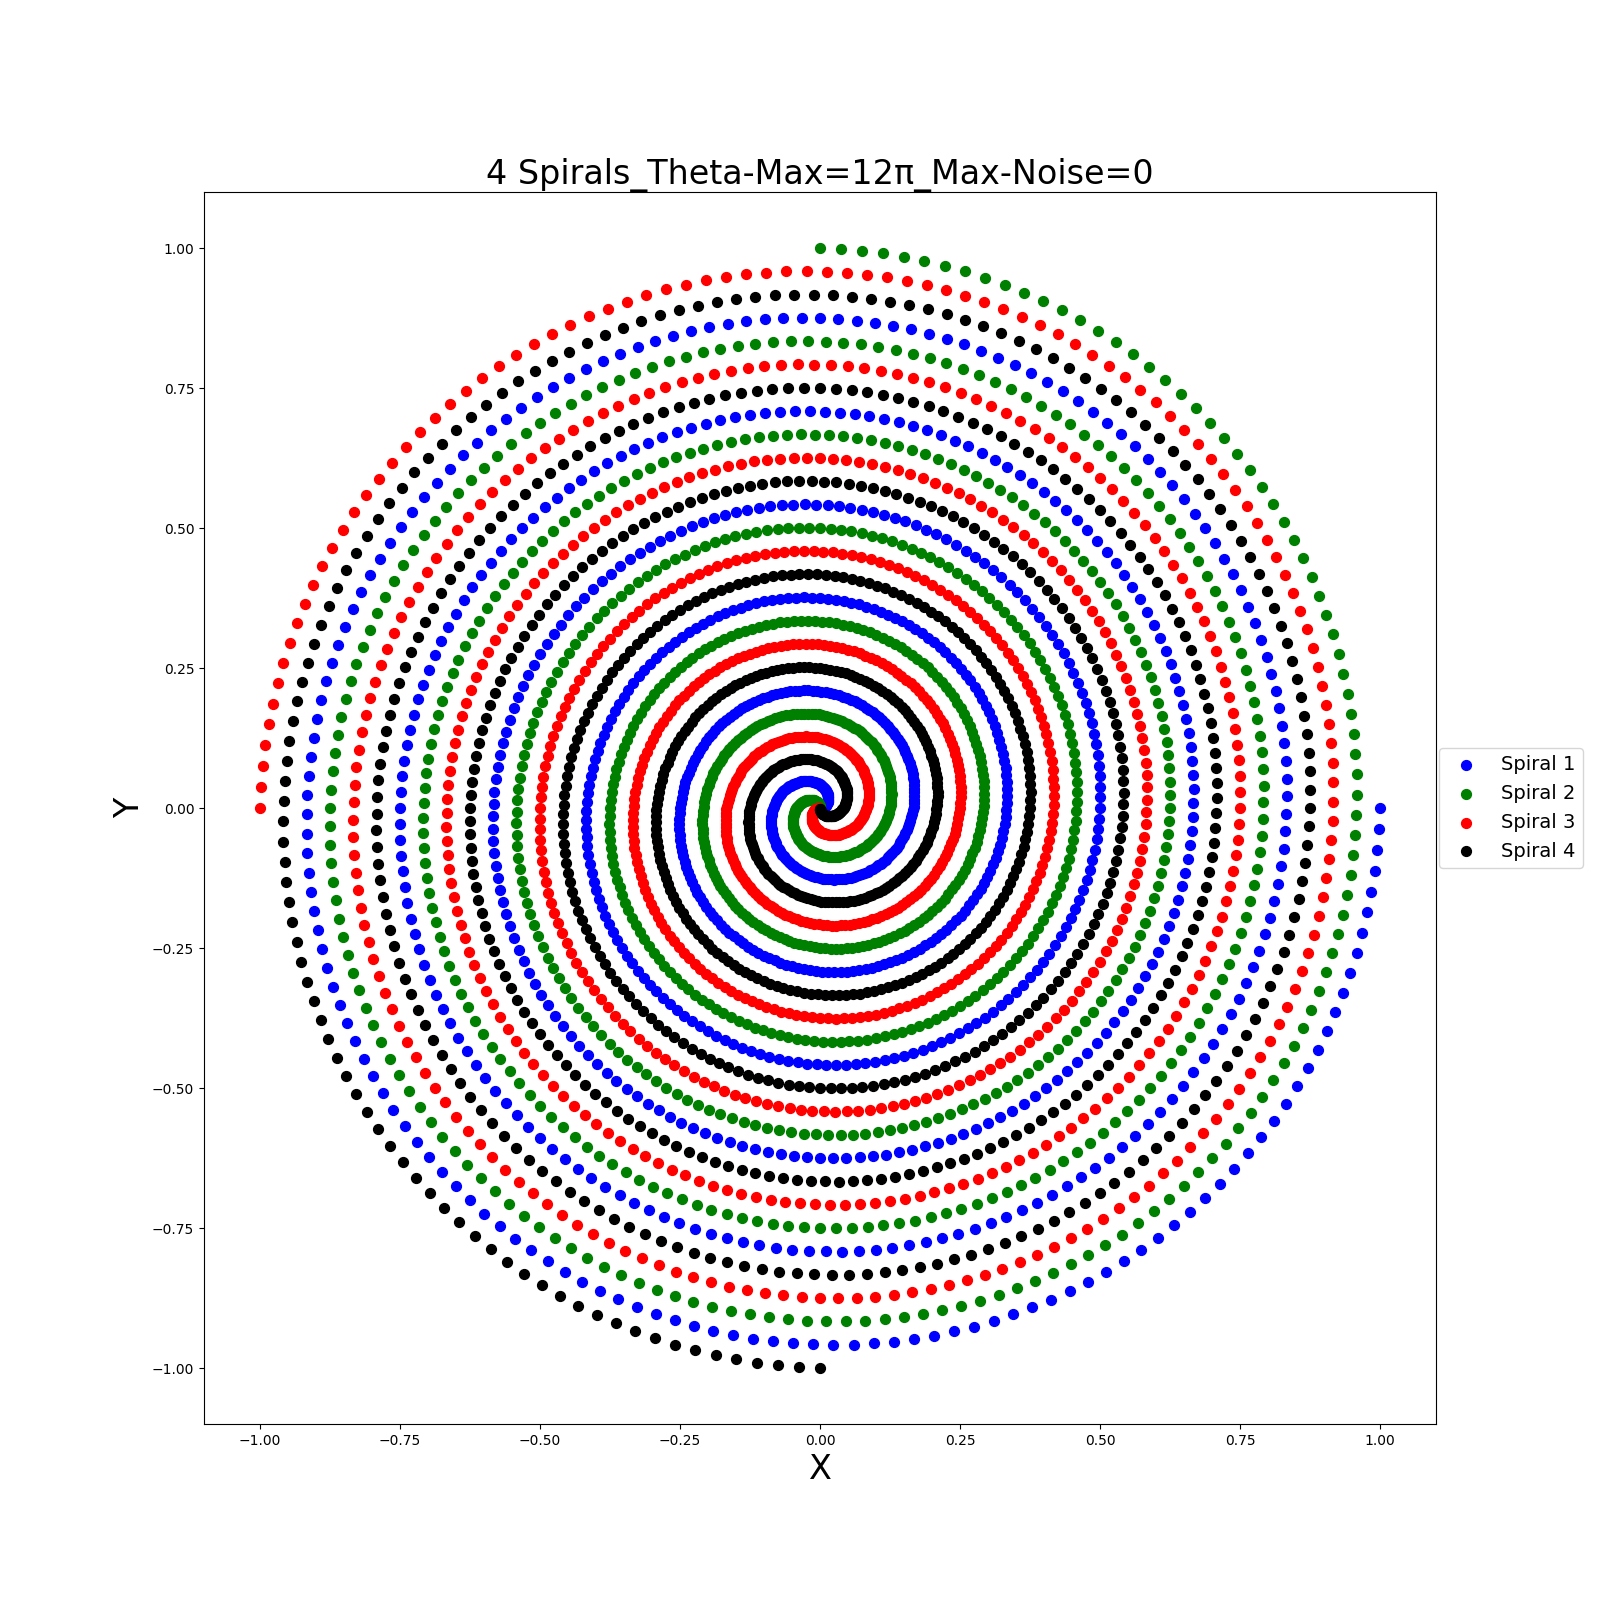 4 Spirals_Theta-Max=12π_Max-Noise=0
1.00
0.75
0.50
0.25
0.00
−0.25
−0.50
−0.75
−1.00
Y
−1.00 −0.75 −0.50 −0.25 0.00 0.25 0.50 0.75 1.00
X
Spiral 1
Spiral 2
Spiral 3
Spiral 4